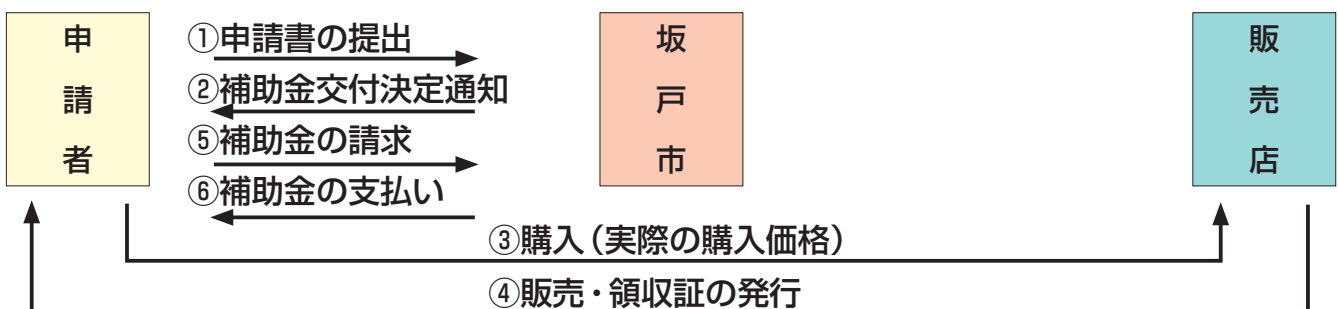 申請者
①申請書の提出
②補助金交付決定通知
⑤補助金の請求
⑥補助金の支払い
坂戸市
販売店
③購入（実際の購入価格）
④販売・領収証の発行